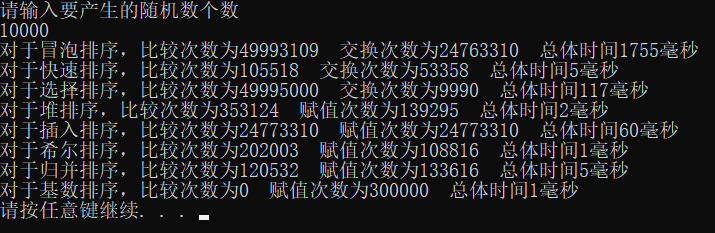 请输入要产生的随机数个数
10000
对于冒泡排序，比较次数为49993109  交换次数为24763310  总体时间1755毫秒
对于快速排序，比较次数为105518  交换次数为53358  总体时间5毫秒
对于选择排序，比较次数为49995000  交换次数为9990  总体时间117毫秒
对于堆排序，比较次数为353124  赋值次数为139295  总体时间2毫秒
对于插入排序，比较次数为24773310  赋值次数为24773310  总体时间60毫秒
对于希尔排序，比较次数为202003  赋值次数为108816  总体时间1毫秒
对于归并排序，比较次数为120532  赋值次数为133616  总体时间5毫秒
对于基数排序，比较次数为0  赋值次数为300000  总体时间1毫秒
请按任意键继续. . .